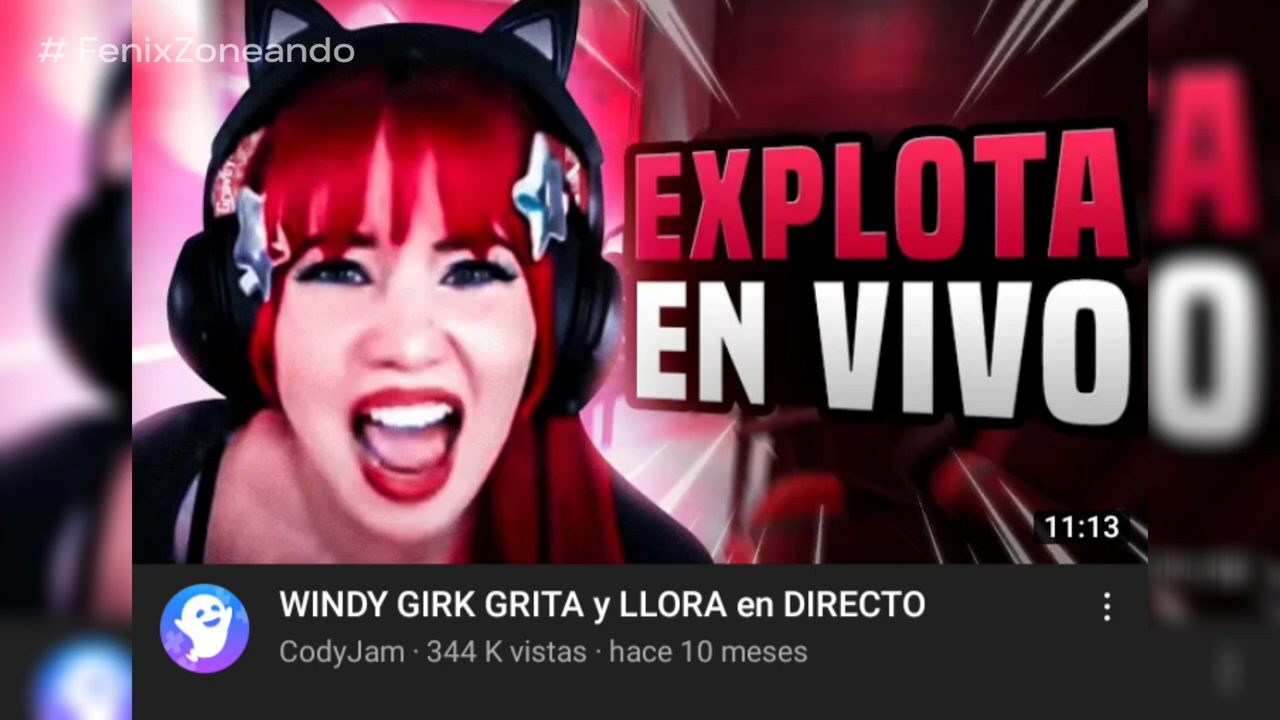 # FenixZoneando
EXPLOTA
EN VIVO
11:13
WINDY GIRK GRITA y LLORA en DIRECTO
CodyJam · 344 K vistas · hace 10 meses